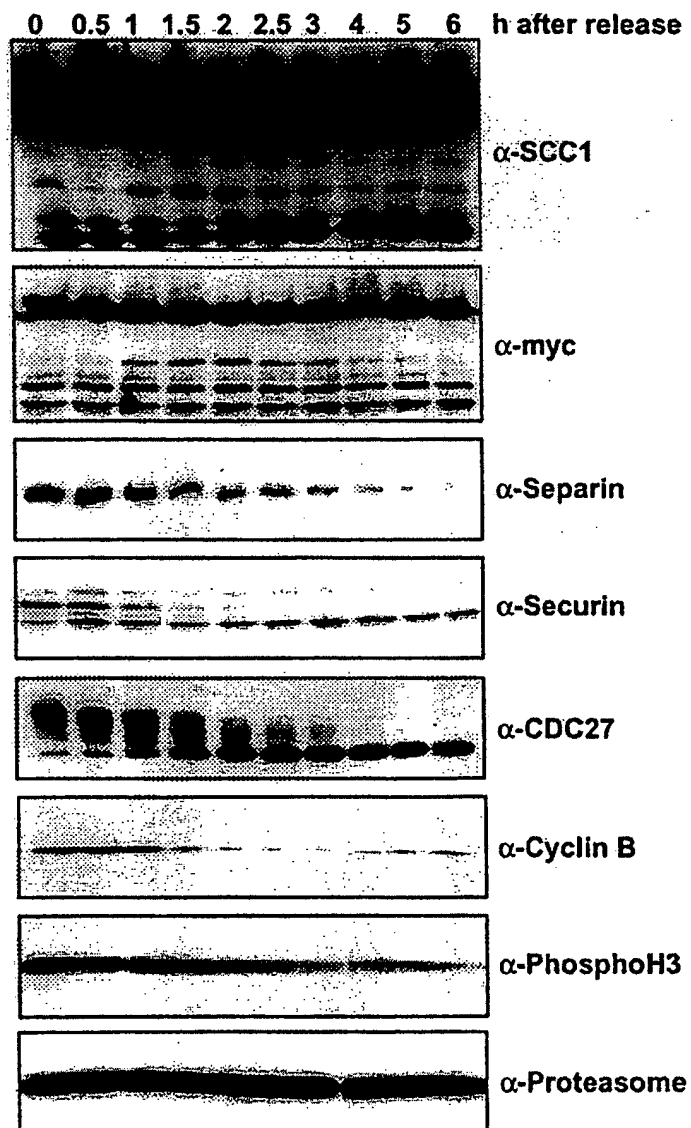 0 0.5 1 1.5 2 2.5 3 4 5 6 h after release
α-SCC1
α-myc
α-Separin
α-Securin
α-CDC27
α-Cyclin B
α-PhosphoH3
α-Proteasome